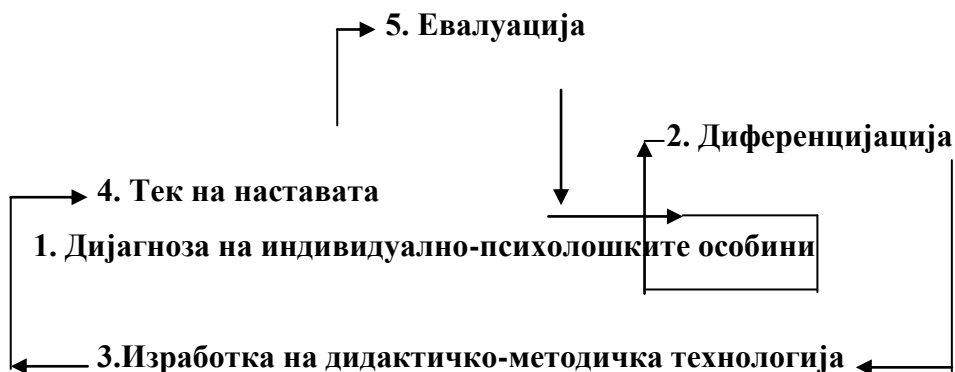 5. Евалуација
2. Диференцијација
4. Тек на наставата
1. Дијагноза на индивидуално-психолошките особини
3.Изработка на дидактичко-методичка технологија